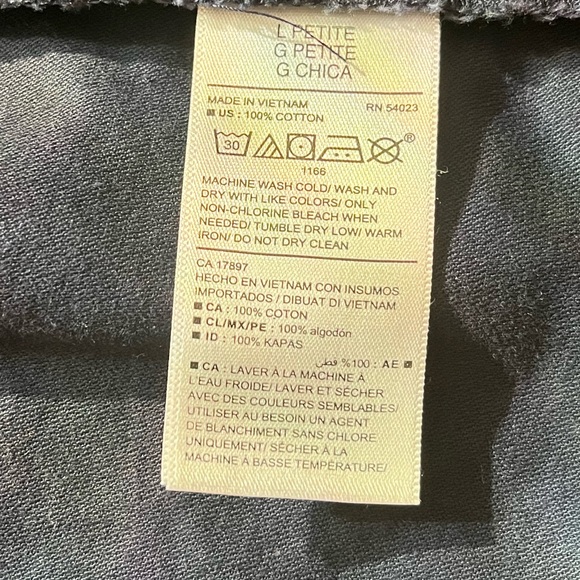 L PETITE
G PETITE
G CHICA
MADE IN VIETNAM RN 54023
US : 100% COTTON
30 ®
1166
MACHINE WASH COLD/ WASH AND
DRY WITH LIKE COLORS/ ONLY
NON-CHLORINE BLEACH WHEN
NEEDED/ TUMBLE DRY LOW/ WARM
IRON/ DO NOT DRY CLEAN
CA 17897
HECHO EN VIETNAM CON INSUMOS
IMPORTADOS / DIBUAT DI VIETNAM
CA : 100% COTON
CL/MX/PE : 100% algodón
ID : 100% KAPAS
AE : 100% قطن
CA : LAVER À LA MACHINE À
L'EAU FROIDE/ LAVER ET SÉCHER
AVEC DES COULEURS SEMBLABLES/
UTILISER AU BESOIN UN AGENT
DE BLANCHIMENT SANS CHLORE
UNIQUEMENT/ SÉCHER À LA
MACHINE À BASSE TEMPÉRATURE/